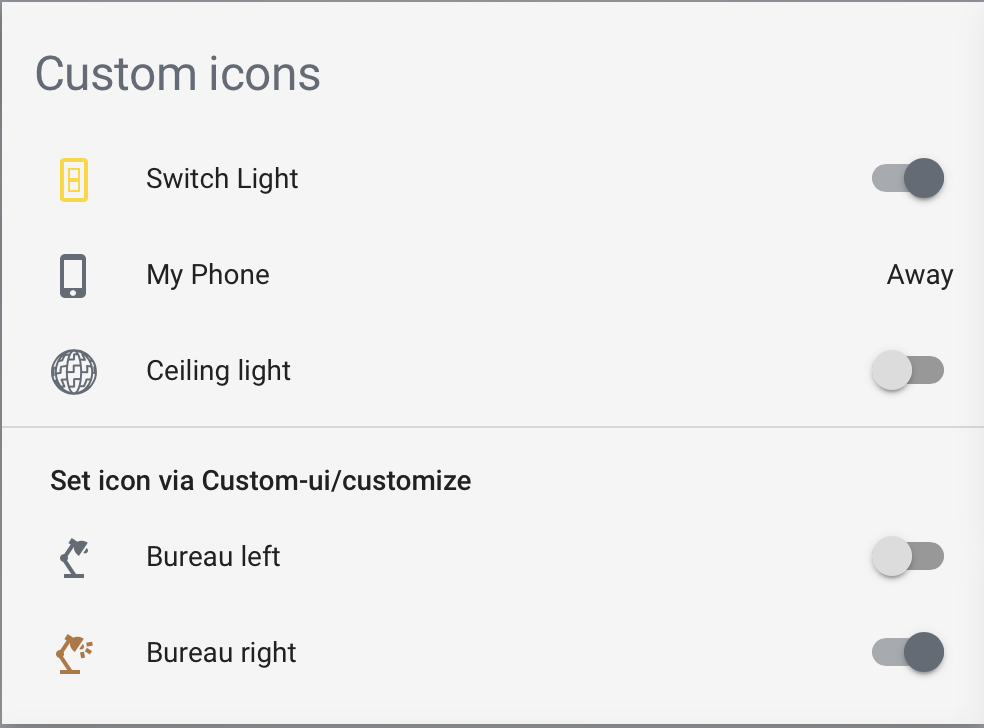 Custom icons
Switch Light
My Phone Away
Ceiling light
Set icon via Custom-ui/customize
Bureau left
Bureau right